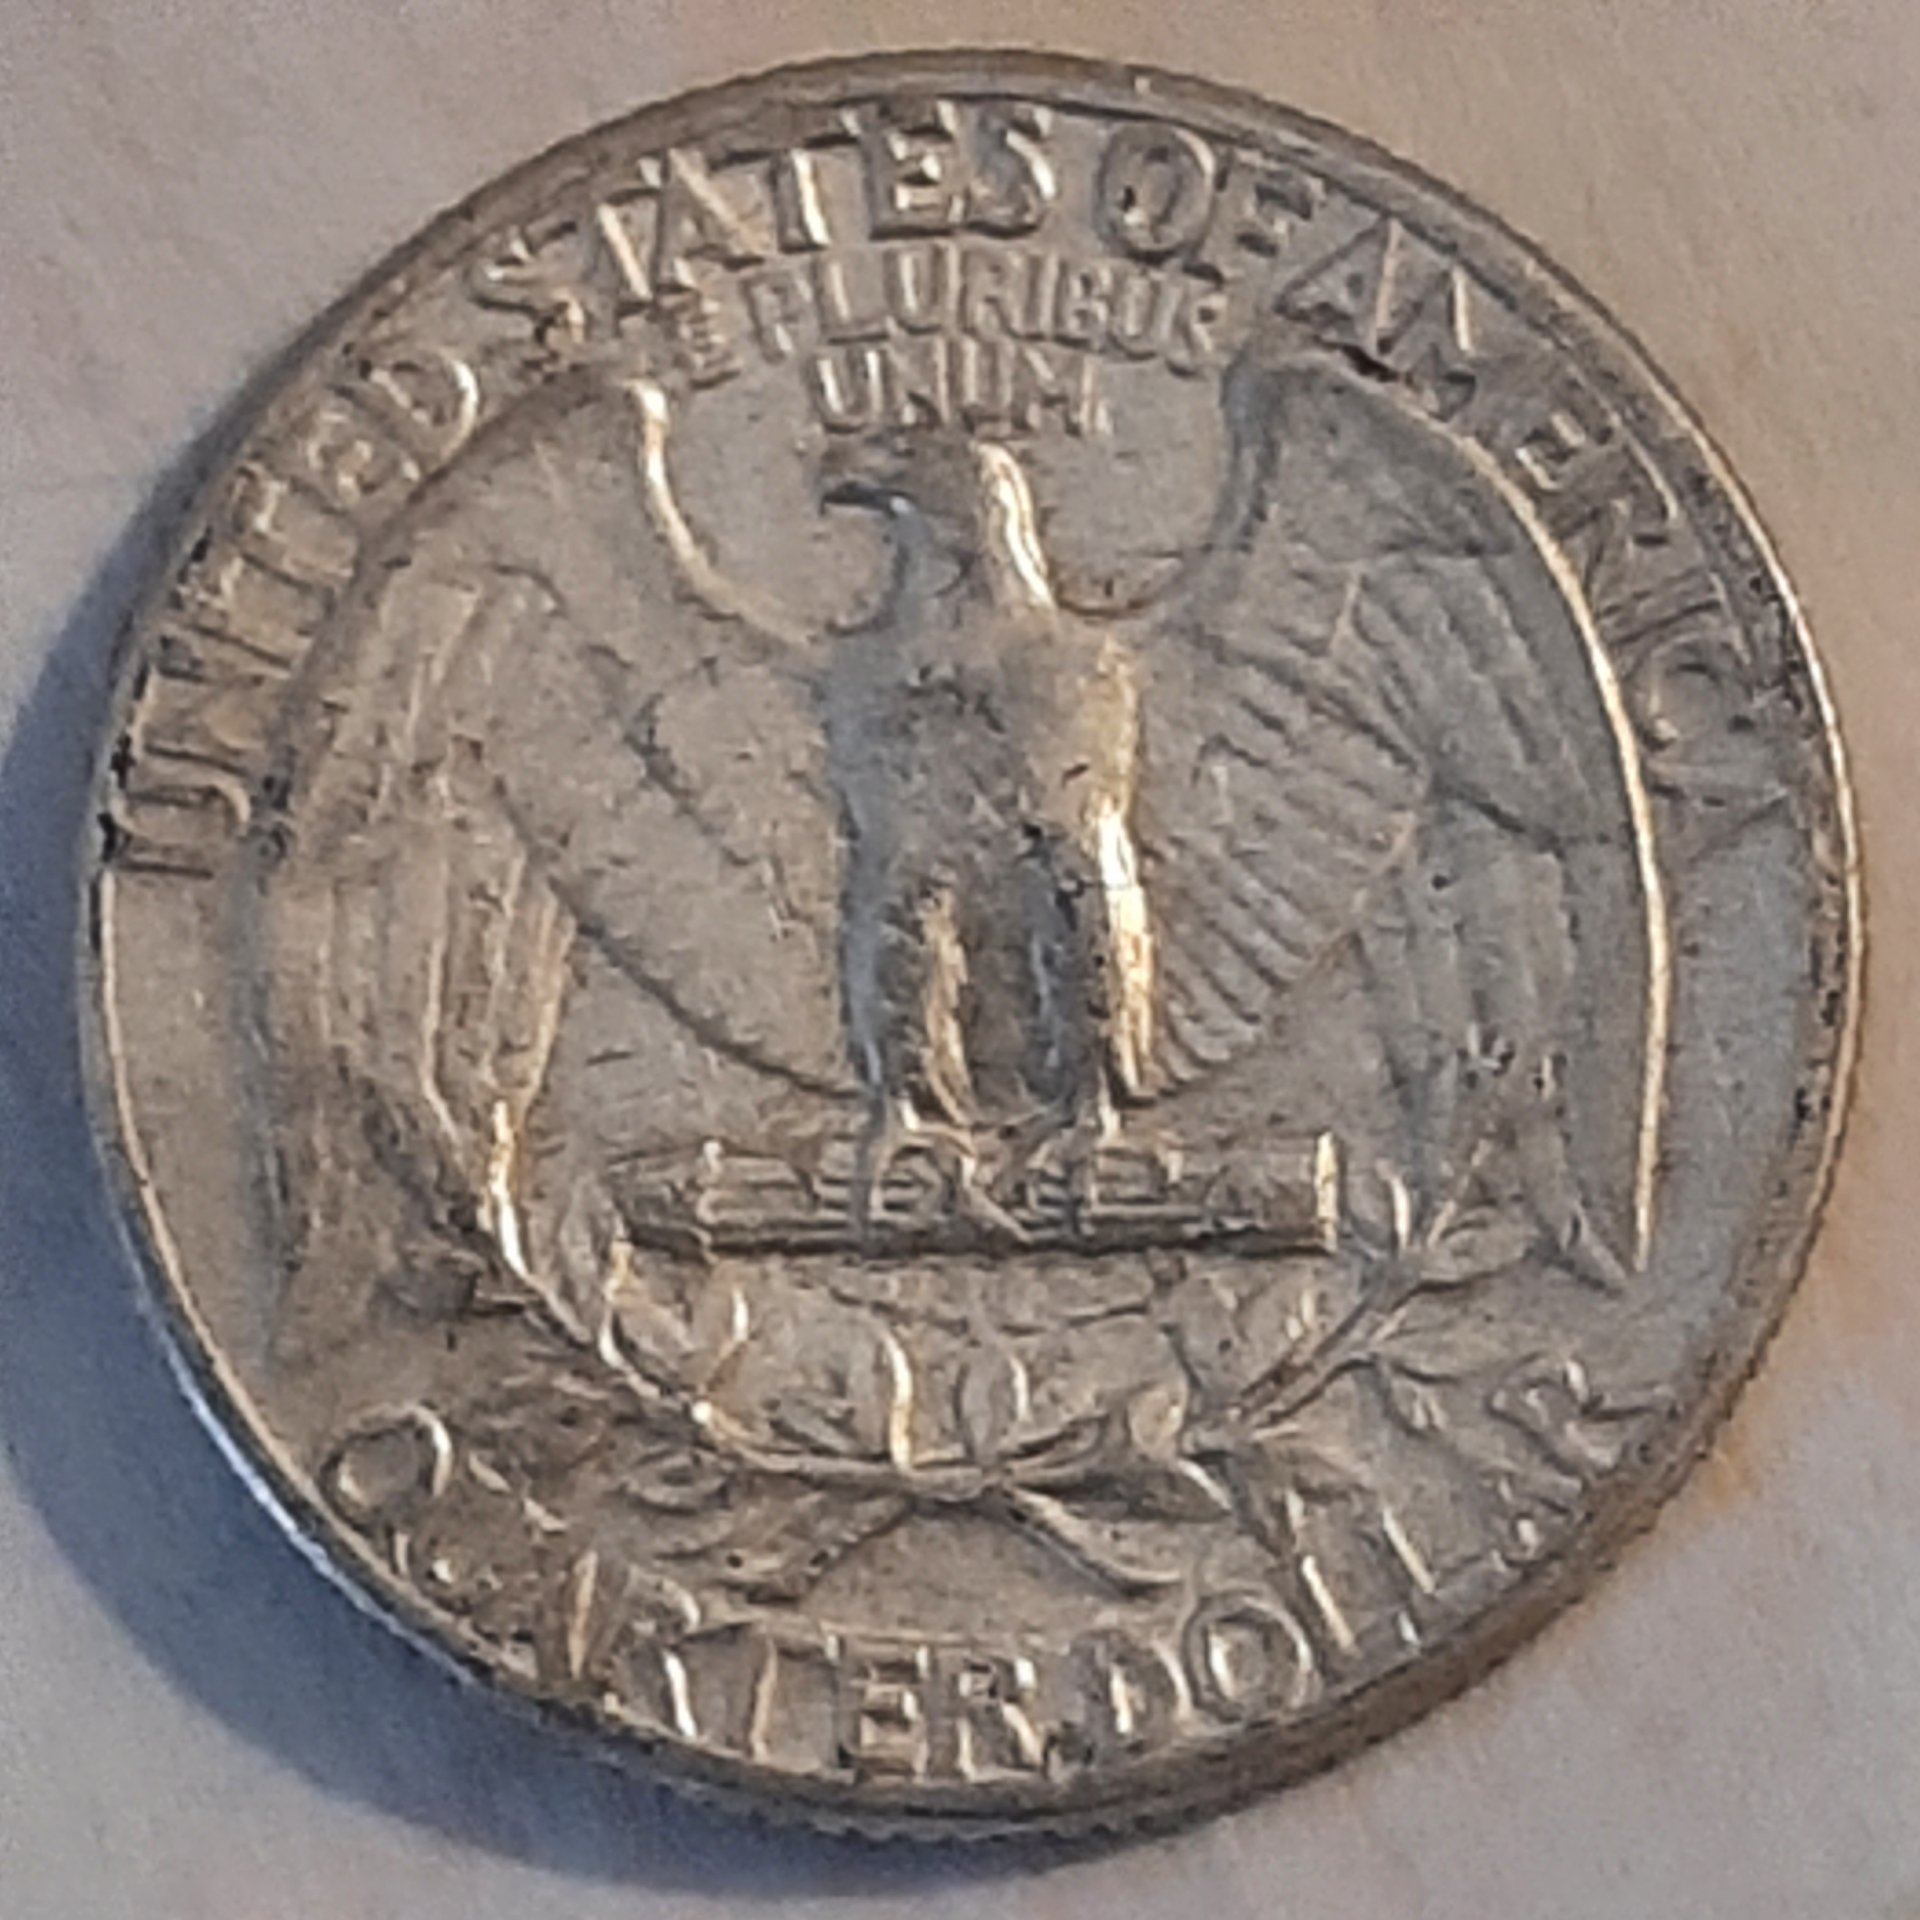 UNITED STATES OF AMERICA
E PLURIBUS
UNUM
QUARTER DOLLAR